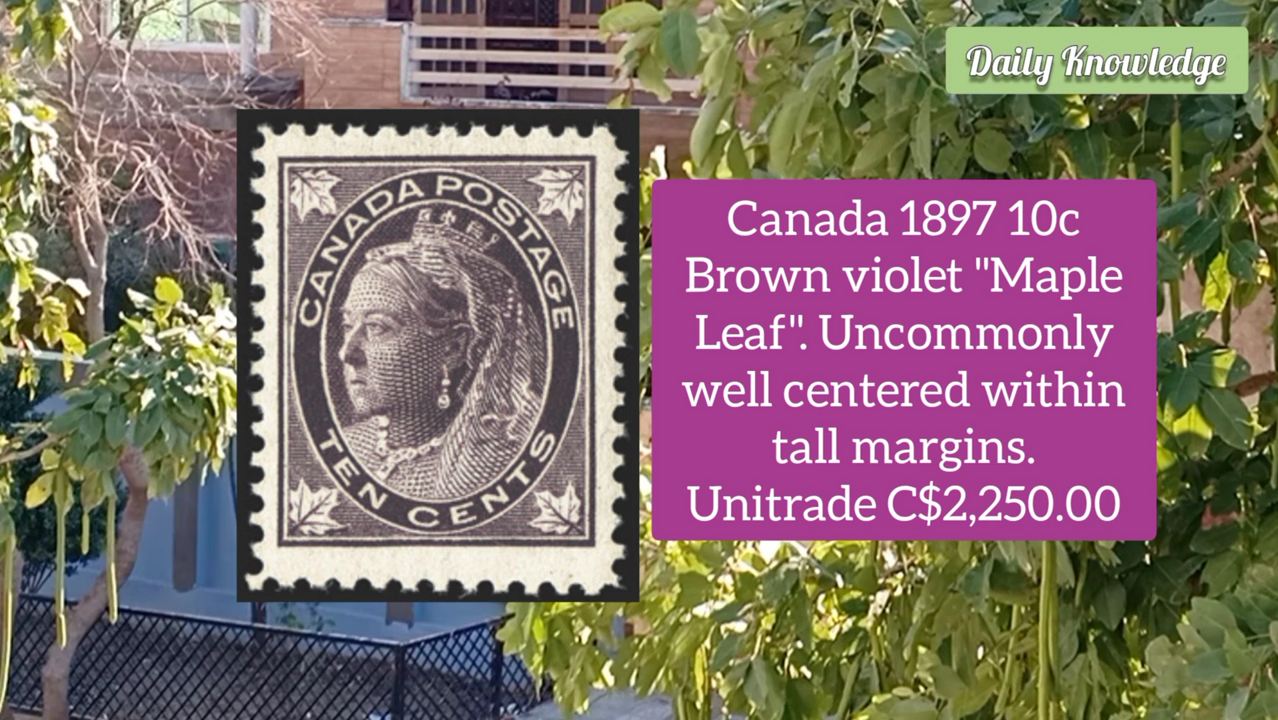 Daily Knowledge
CANADA POSTAGE
TEN CENTS
Canada 1897 10c
Brown violet "Maple
Leaf". Uncommonly
well centered within
tall margins.
Unitrade C$2,250.00